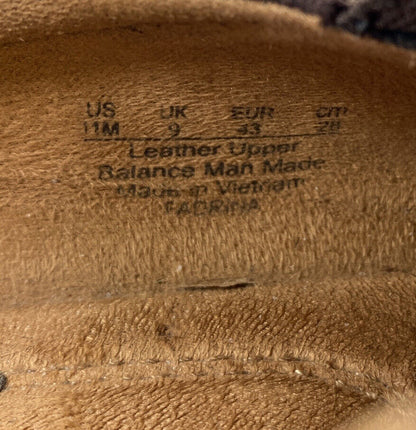 US UK EUR cm
11M 9 43 28
Leather Upper
Balance Man Made
Made in Vietnam